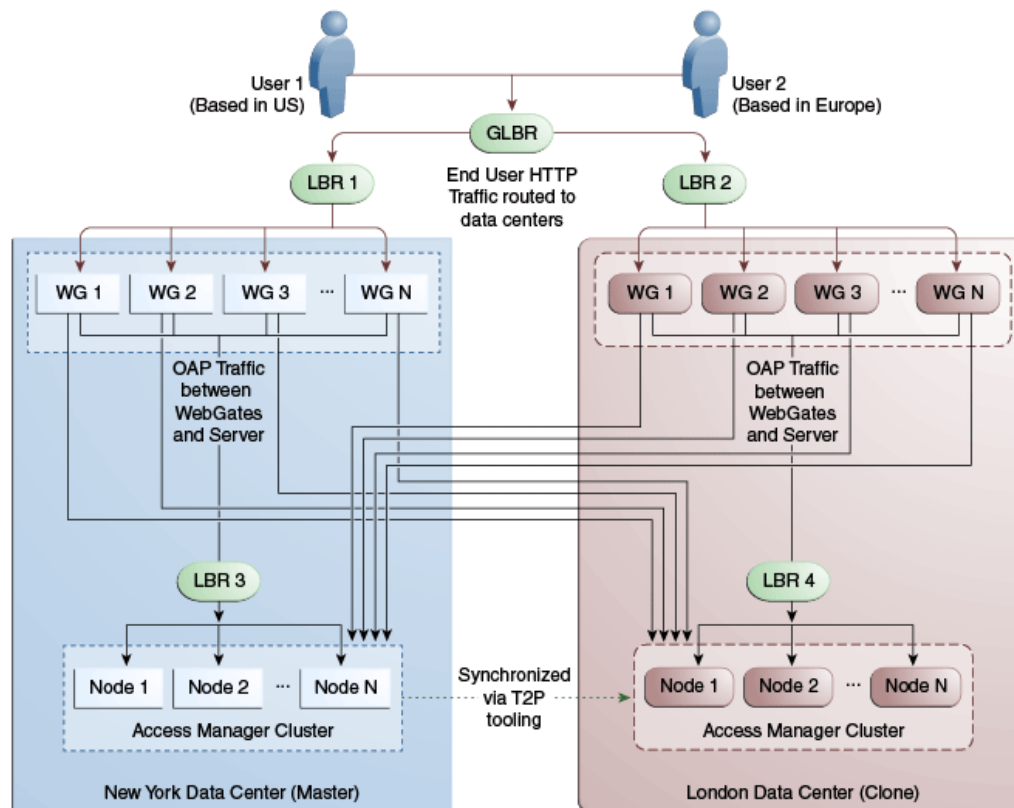 User 1
(Based in US)
User 2
(Based in Europe)
GLBR
LBR 1
End User HTTP
Traffic routed to
data centers
LBR 2
WG 1
WG 2
WG 3
...
WG N
WG 1
WG 2
WG 3
...
WG N
OAP Traffic
between
WebGates
and Server
OAP Traffic
between
WebGates
and Server
LBR 3
LBR 4
Node 1
Node 2
...
Node N
Access Manager Cluster
Synchronized
via T2P
tooling
Node 1
Node 2
...
Node N
Access Manager Cluster
New York Data Center (Master)
London Data Center (Clone)